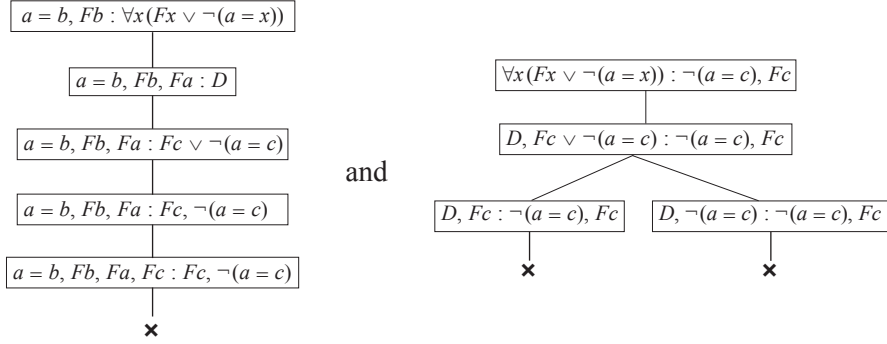 a = b, Fb : ∀x(Fx ∨ ¬(a = x))
a = b, Fb, Fa : D
a = b, Fb, Fa : Fc ∨ ¬(a = c)
a = b, Fb, Fa : Fc, ¬(a = c)
a = b, Fb, Fa, Fc : Fc, ¬(a = c)
×
and
∀x(Fx ∨ ¬(a = x)) : ¬(a = c), Fc
D, Fc ∨ ¬(a = c) : ¬(a = c), Fc
D, Fc : ¬(a = c), Fc
D, ¬(a = c) : ¬(a = c), Fc
×
×